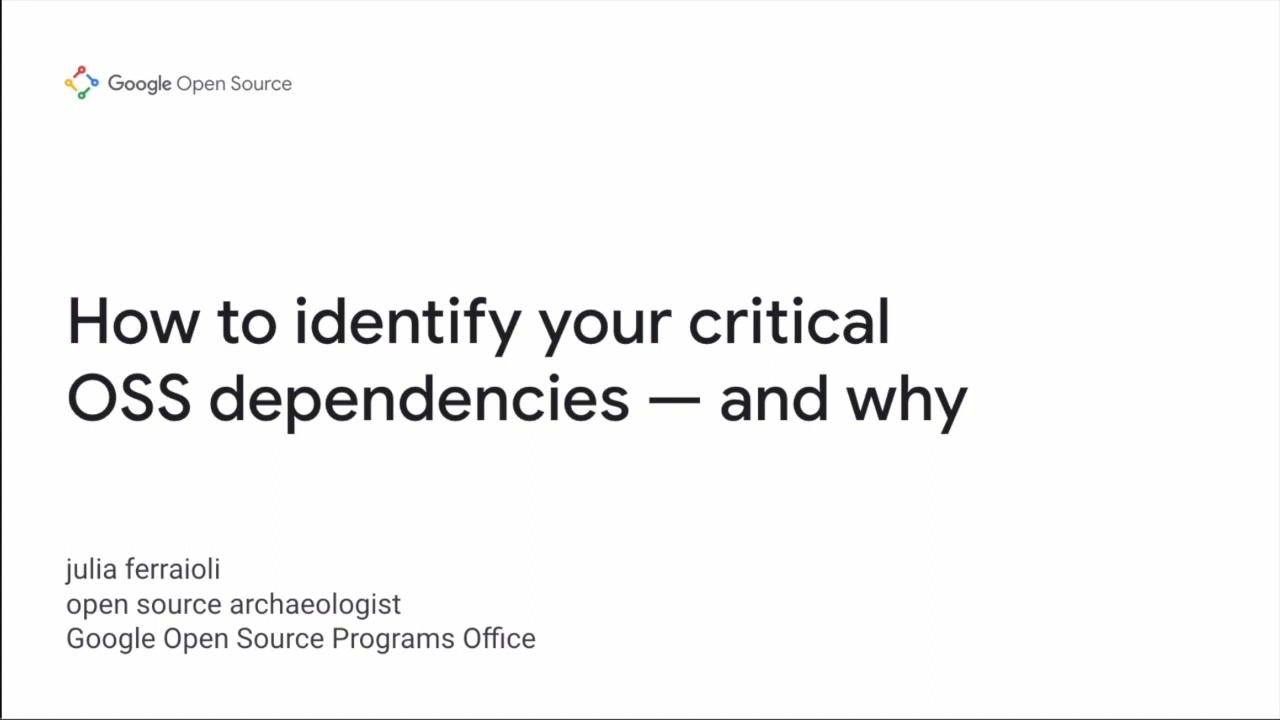 Google Open Source
How to identify your critical
OSS dependencies — and why
julia ferraioli
open source archaeologist
Google Open Source Programs Office